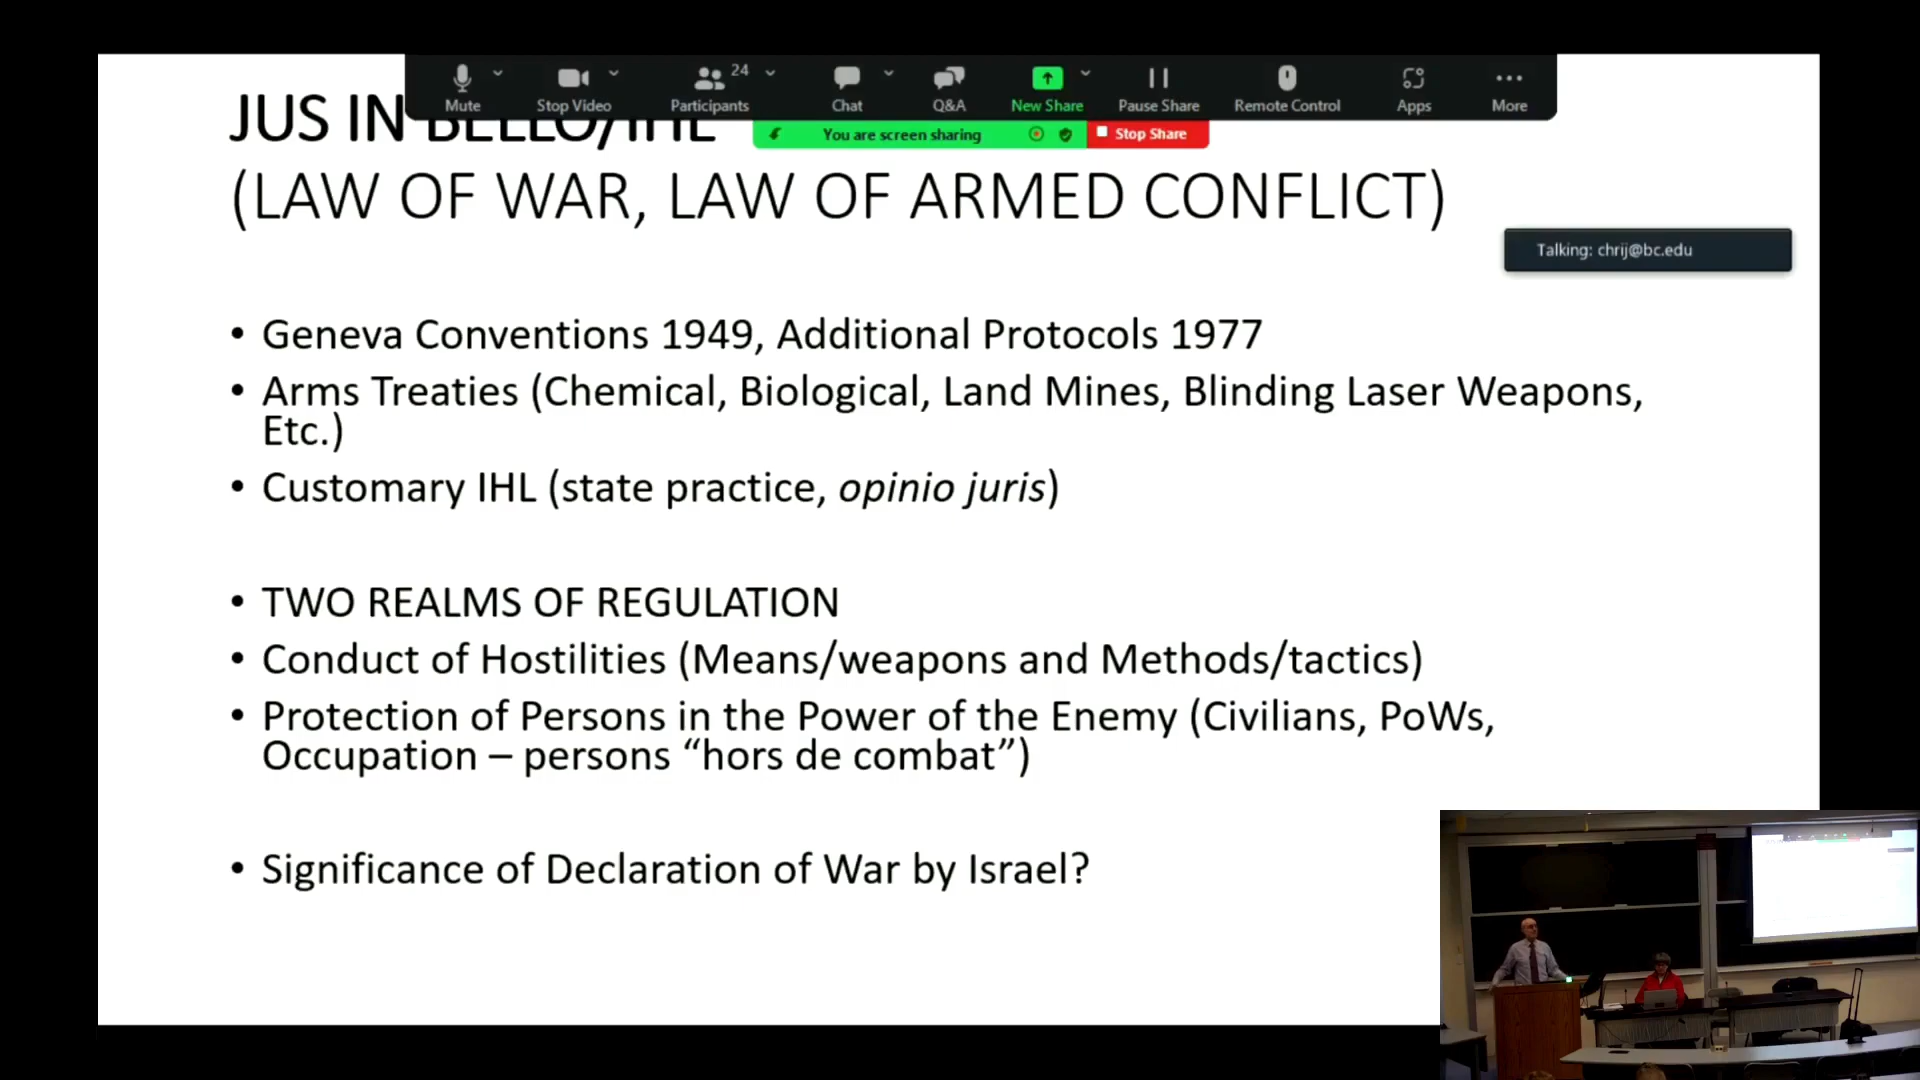 24
Mute
Stop Video
Participants
Chat
Q&A
New Share
Pause Share
Remote Control
Apps
More
You are screen sharing
Stop Share
JUS IN BELLO/IHL
(LAW OF WAR, LAW OF ARMED CONFLICT)
Talking: chrij@bc.edu
• Geneva Conventions 1949, Additional Protocols 1977
• Arms Treaties (Chemical, Biological, Land Mines, Blinding Laser Weapons,
Etc.)
• Customary IHL (state practice, opinio juris)
• TWO REALMS OF REGULATION
• Conduct of Hostilities (Means/weapons and Methods/tactics)
• Protection of Persons in the Power of the Enemy (Civilians, PoWs,
Occupation – persons “hors de combat”)
• Significance of Declaration of War by Israel?